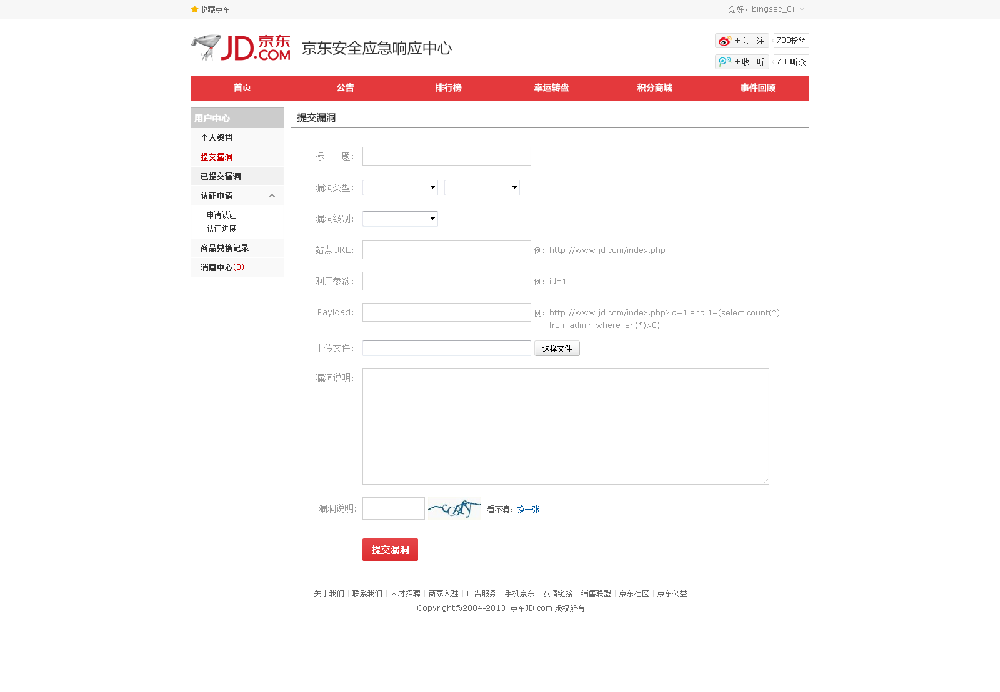 收藏京东
您好，bingsec_8!
JD.COM 京东
京东安全应急响应中心
+关 注 700粉丝
+收 听 700听众
首页 公告 排行榜 幸运转盘 积分商城 事件回顾
用户中心
个人资料
提交漏洞
已提交漏洞
认证申请
申请认证
认证进度
商品兑换记录
消息中心(0)
提交漏洞
标 题：
漏洞类型：
漏洞级别：
站点URL： 例：http://www.jd.com/index.php
利用参数： 例：id=1
Payload： 例：http://www.jd.com/index.php?id=1 and 1=(select count(*)
from admin where len(*)>0)
上传文件： 选择文件
漏洞说明：
漏洞说明： 看不清，换一张
提交漏洞
关于我们 | 联系我们 | 人才招聘 | 商家入驻 | 广告服务 | 手机京东 | 友情链接 | 销售联盟 | 京东社区 | 京东公益
Copyright©2004-2013 京东JD.com 版权所有